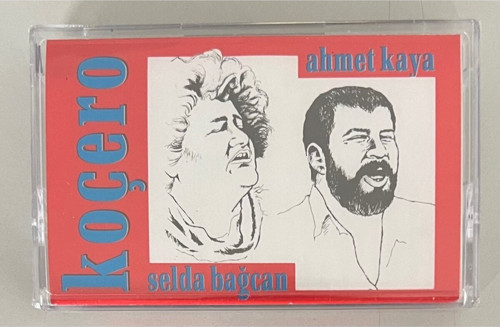 koçero
ahmet kaya
selda bağcan